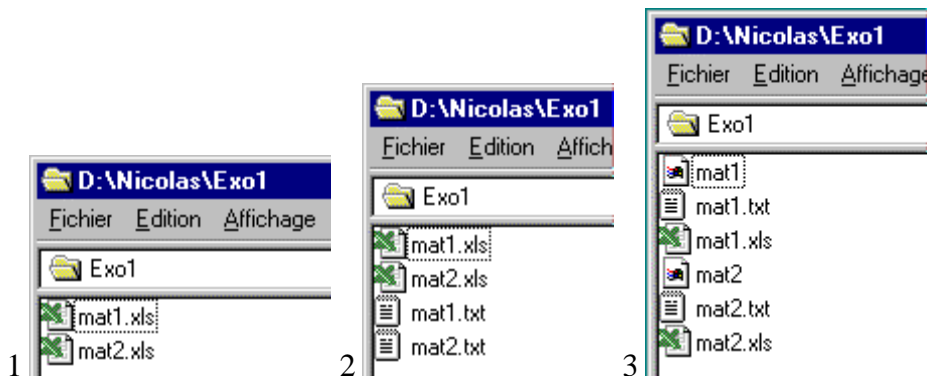 D:\Nicolas\Exo1
Fichier Edition Affichage
Exo1
mat1.xls
mat2.xls
1
D:\Nicolas\Exo1
Fichier Edition Affich
Exo1
mat1.xls
mat2.xls
mat1.txt
mat2.txt
2
D:\Nicolas\Exo1
Fichier Edition Affichage
Exo1
mat1
mat1.txt
mat1.xls
mat2
mat2.txt
mat2.xls
3